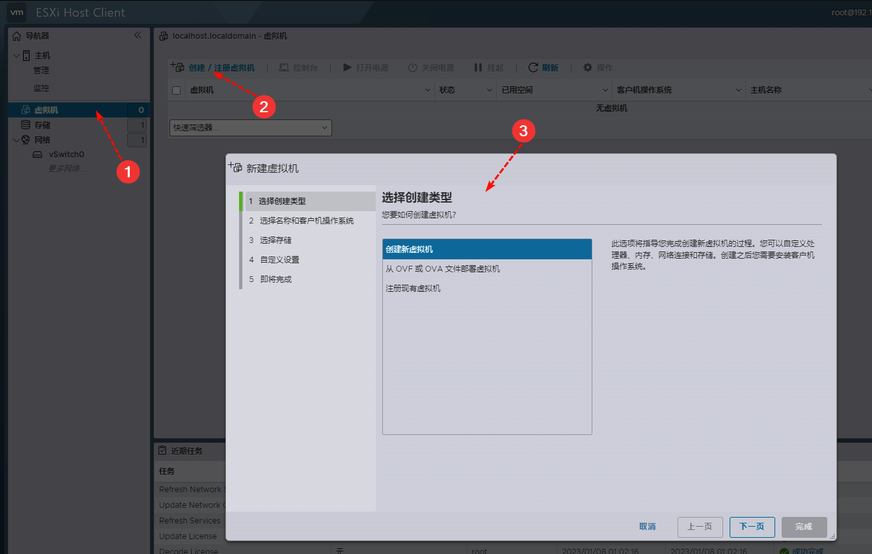 vm ESXi Host Client root@192.1
导航器
主机
管理
监控
虚拟机 0
存储 1
网络 1
vSwitch0
更多网络...
1
localhost.localdomain - 虚拟机
创建 / 注册虚拟机 控制台 打开电源 关闭电源 挂起 刷新 操作
虚拟机 状态 已用空间 客户机操作系统 主机名称
2
无虚拟机
快速筛选器...
3
新建虚拟机
1 选择创建类型
2 选择名称和客户机操作系统
3 选择存储
4 自定义设置
5 即将完成
选择创建类型
您要如何创建虚拟机?
创建新虚拟机
从 OVF 或 OVA 文件部署虚拟机
注册现有虚拟机
此选项将指导您完成创建新虚拟机的过程。您可以自定义处
理器、内存、网络连接和存储。创建之后您需要安装客户机
操作系统。
取消 上一页 下一页 完成
近期任务
任务
Refresh Network S
Update Network C
Refresh Services
Update License
Decode License 无 root 2023/01/08 01:02:16 2023/01/08 01:02:16 成功完成